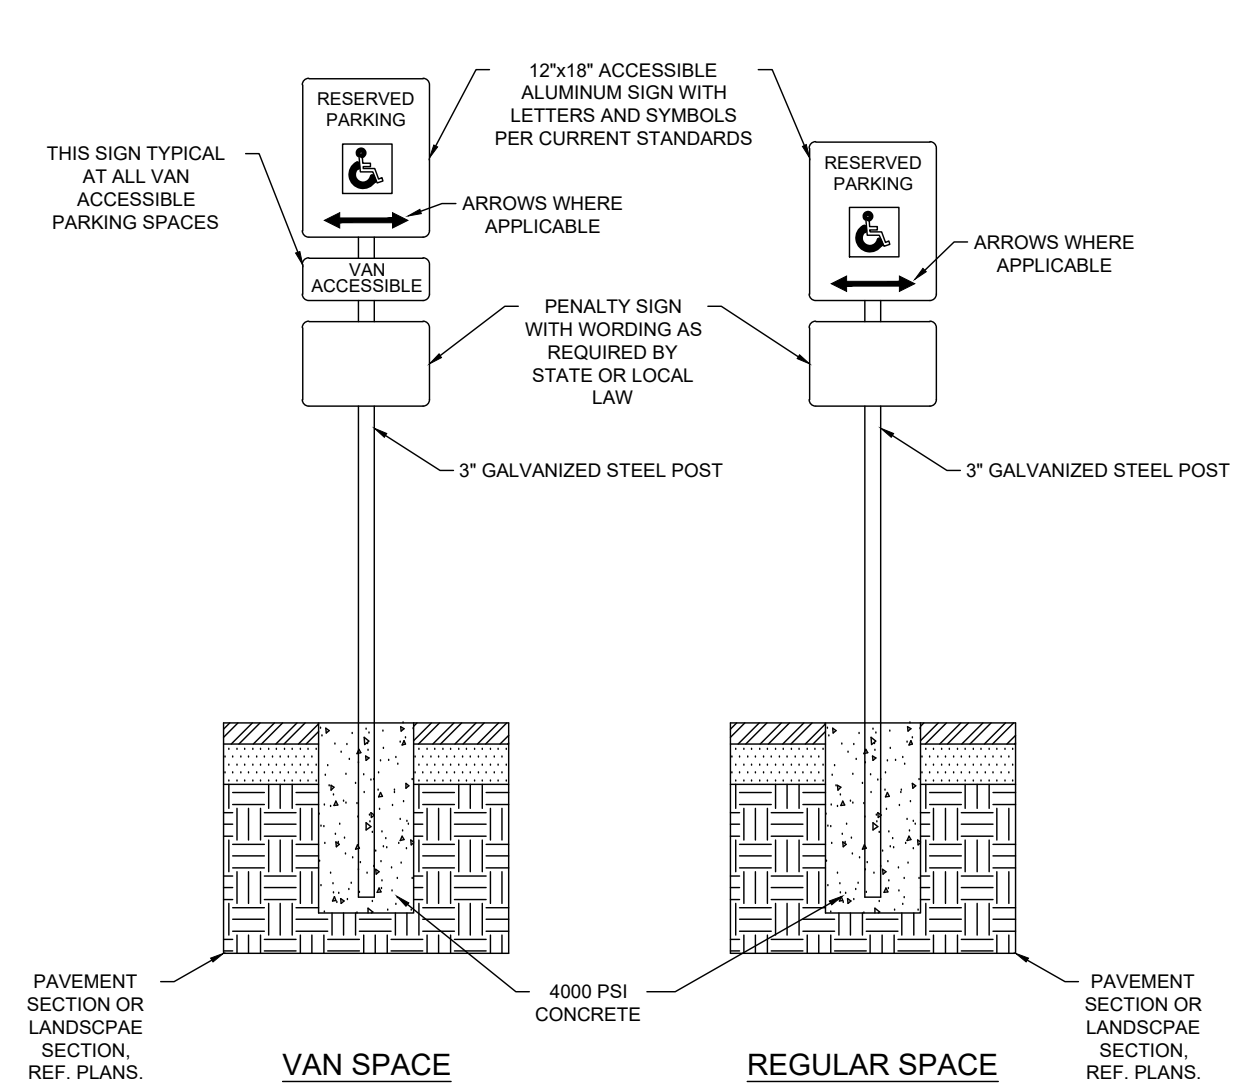 RESERVED
PARKING
12"x18" ACCESSIBLE
ALUMINUM SIGN WITH
LETTERS AND SYMBOLS
PER CURRENT STANDARDS
THIS SIGN TYPICAL
AT ALL VAN
ACCESSIBLE
PARKING SPACES
RESERVED
PARKING
ARROWS WHERE
APPLICABLE
ARROWS WHERE
APPLICABLE
VAN
ACCESSIBLE
PENALTY SIGN
WITH WORDING AS
REQUIRED BY
STATE OR LOCAL
LAW
3" GALVANIZED STEEL POST
3" GALVANIZED STEEL POST
PAVEMENT
SECTION OR
LANDSCPAE
SECTION,
REF. PLANS.
4000 PSI
CONCRETE
PAVEMENT
SECTION OR
LANDSCPAE
SECTION,
REF. PLANS.
VAN SPACE
REGULAR SPACE